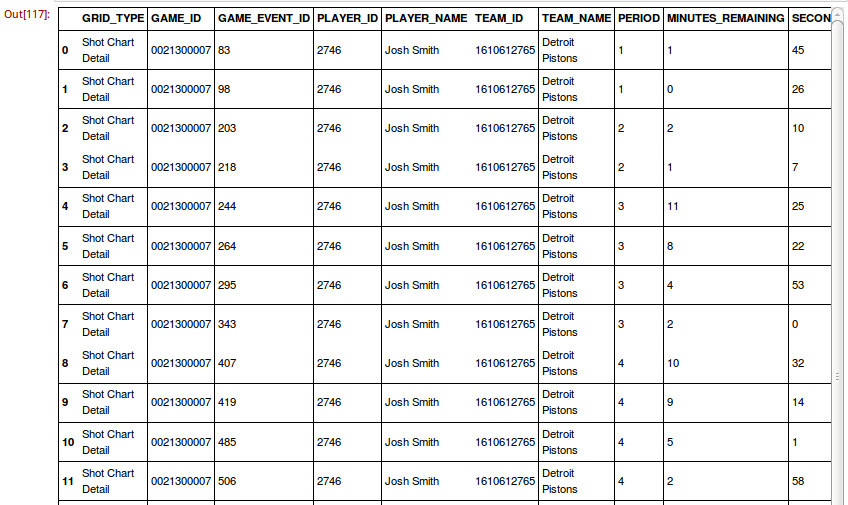 Out[117]:
GRID_TYPE GAME_ID GAME_EVENT_ID PLAYER_ID PLAYER_NAME TEAM_ID TEAM_NAME PERIOD MINUTES_REMAINING SECON
0 Shot Chart Detail 0021300007 83 2746 Josh Smith 1610612765 Detroit Pistons 1 1 45
1 Shot Chart Detail 0021300007 98 2746 Josh Smith 1610612765 Detroit Pistons 1 0 26
2 Shot Chart Detail 0021300007 203 2746 Josh Smith 1610612765 Detroit Pistons 2 2 10
3 Shot Chart Detail 0021300007 218 2746 Josh Smith 1610612765 Detroit Pistons 2 1 7
4 Shot Chart Detail 0021300007 244 2746 Josh Smith 1610612765 Detroit Pistons 3 11 25
5 Shot Chart Detail 0021300007 264 2746 Josh Smith 1610612765 Detroit Pistons 3 8 22
6 Shot Chart Detail 0021300007 295 2746 Josh Smith 1610612765 Detroit Pistons 3 4 53
7 Shot Chart Detail 0021300007 343 2746 Josh Smith 1610612765 Detroit Pistons 3 2 0
8 Shot Chart Detail 0021300007 407 2746 Josh Smith 1610612765 Detroit Pistons 4 10 32
9 Shot Chart Detail 0021300007 419 2746 Josh Smith 1610612765 Detroit Pistons 4 9 14
10 Shot Chart Detail 0021300007 485 2746 Josh Smith 1610612765 Detroit Pistons 4 5 1
11 Shot Chart Detail 0021300007 506 2746 Josh Smith 1610612765 Detroit Pistons 4 2 58